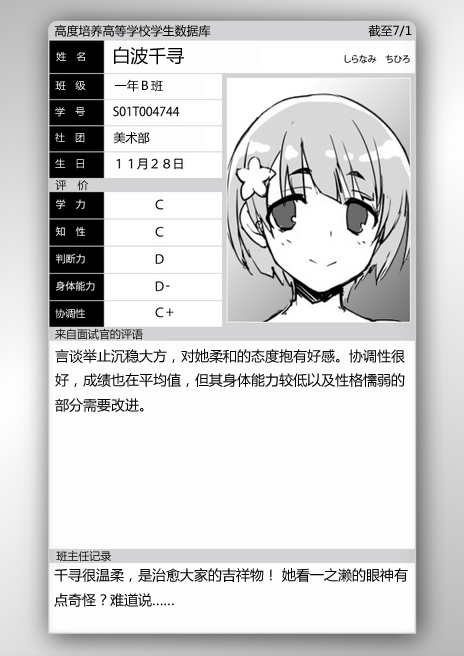 高度培养高等学校学生数据库 截至7/1
姓 名 白波千寻 しらなみ ちひろ
班 级 一年B班
学 号 S01T004744
社 团 美术部
生 日 11月28日
评 价
学 力 C
知 性 C
判断力 D
身体能力 D-
协调性 C+
来自面试官的评语
言谈举止沉稳大方，对她柔和的态度抱有好感。协调性很
好，成绩也在平均值，但其身体能力较低以及性格懦弱的
部分需要改进。
班主任记录
千寻很温柔，是治愈大家的吉祥物！ 她看一之濑的眼神有
点奇怪？难道说……